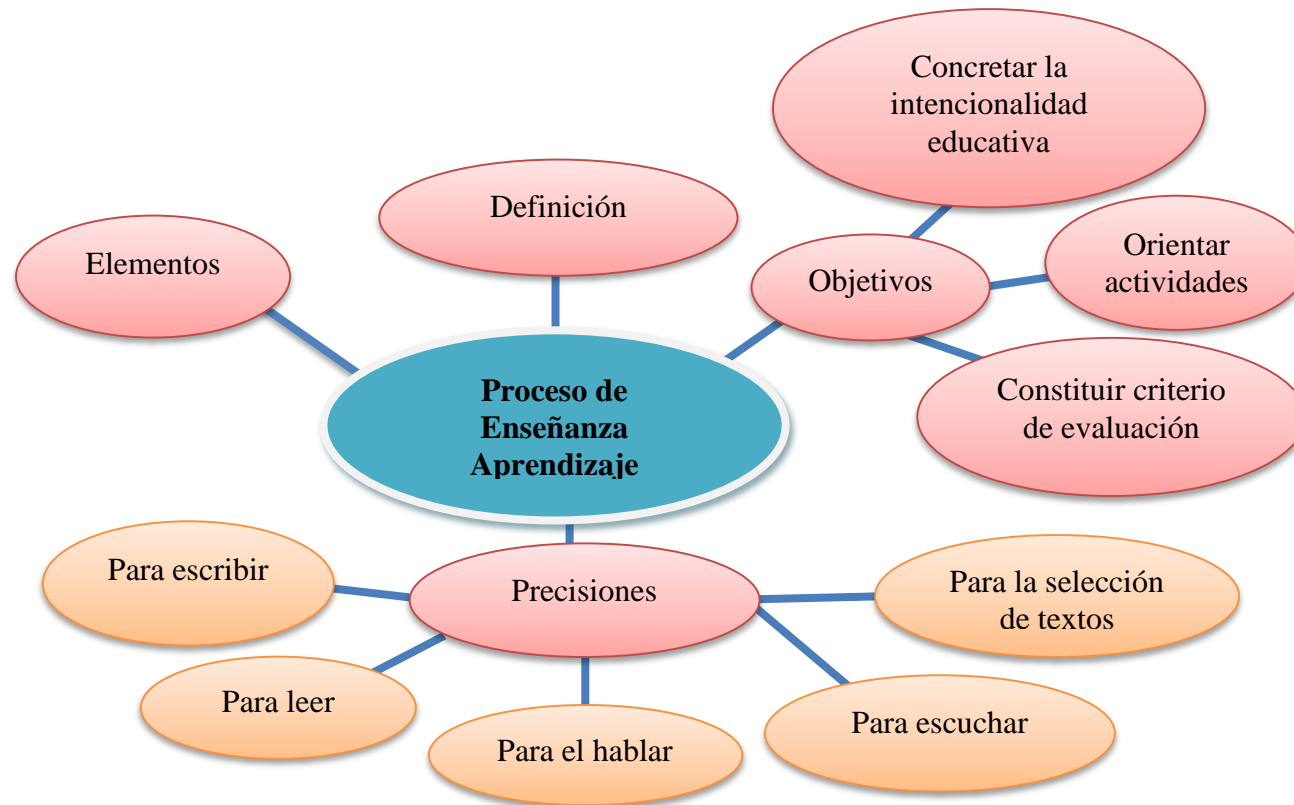 Concretar la
intencionalidad
educativa
Definición
Elementos
Objetivos
Orientar
actividades
Proceso de
Enseñanza
Aprendizaje
Constituir criterio
de evaluación
Para escribir
Precisiones
Para la selección
de textos
Para leer
Para el hablar
Para escuchar